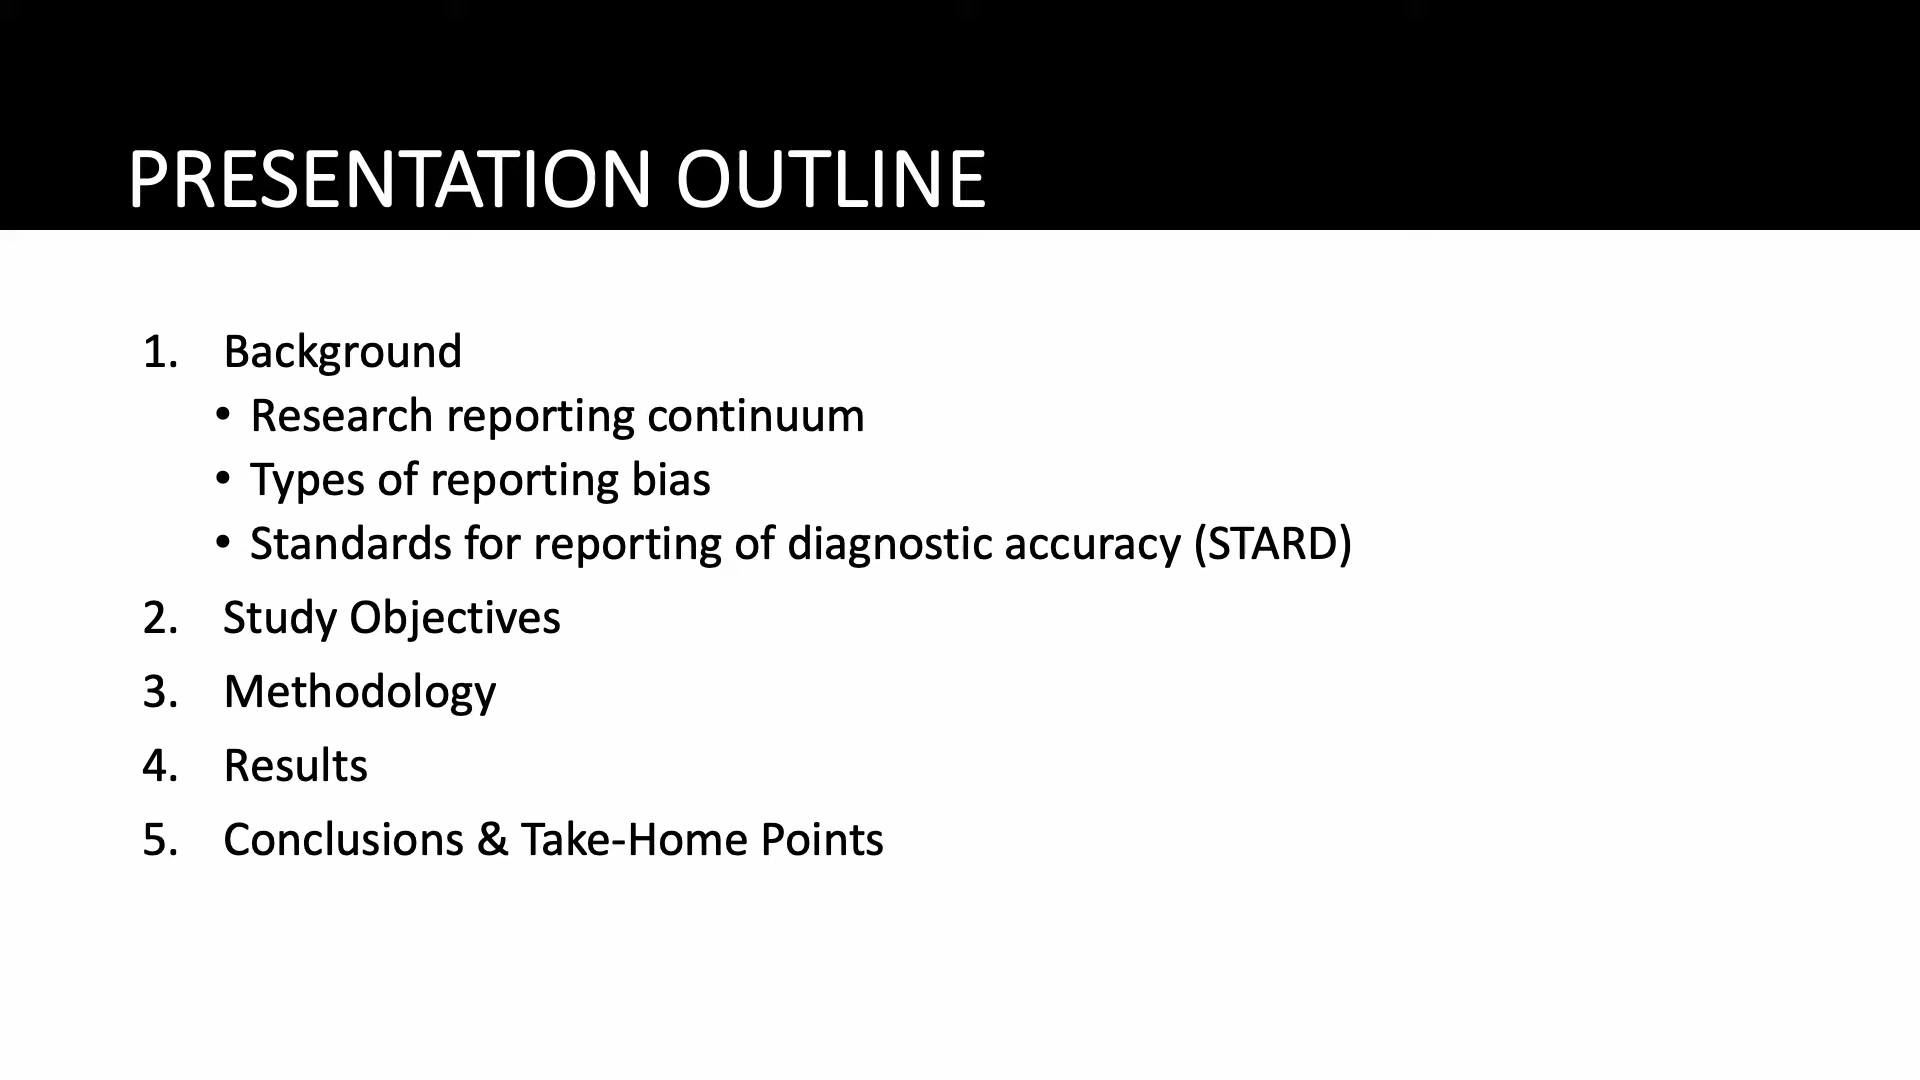 PRESENTATION OUTLINE
1. Background
• Research reporting continuum
• Types of reporting bias
• Standards for reporting of diagnostic accuracy (STARD)
2. Study Objectives
3. Methodology
4. Results
5. Conclusions & Take-Home Points